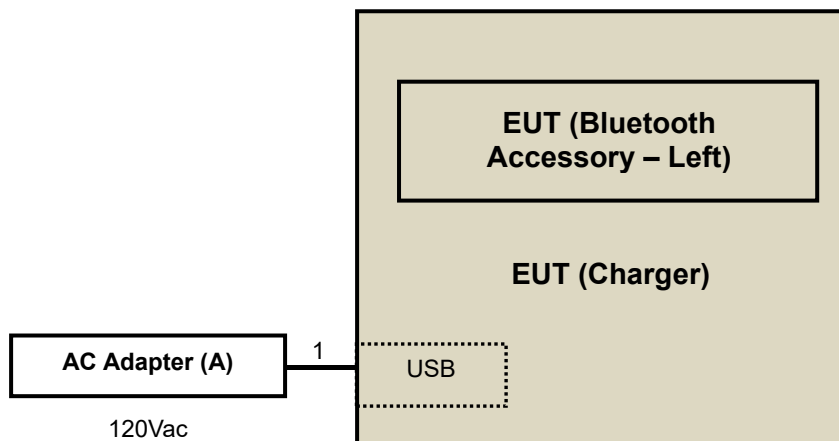 EUT (Bluetooth
Accessory – Left)
EUT (Charger)
AC Adapter (A)
1
USB
120Vac